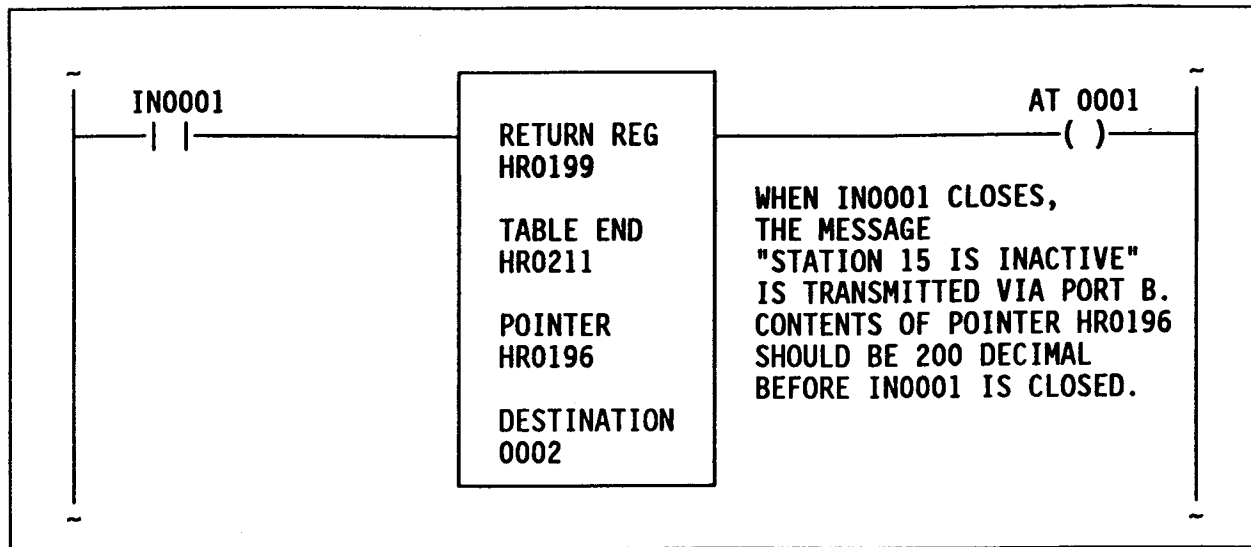 IN0001
AT 0001
RETURN REG
HR0199
TABLE END
HR0211
POINTER
HR0196
DESTINATION
0002
WHEN IN0001 CLOSES,
THE MESSAGE
"STATION 15 IS INACTIVE"
IS TRANSMITTED VIA PORT B.
CONTENTS OF POINTER HR0196
SHOULD BE 200 DECIMAL
BEFORE IN0001 IS CLOSED.